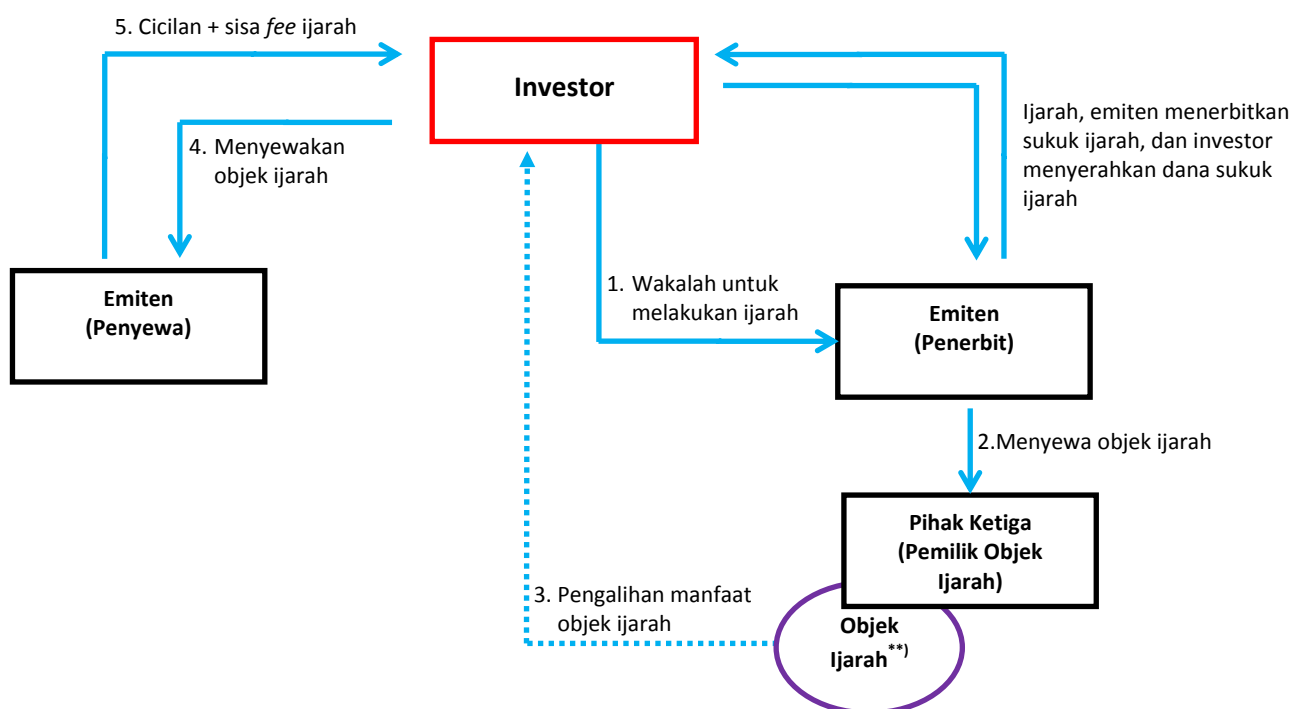 5. Cicilan + sisa fee ijarah
Investor
Ijarah, emiten menerbitkan
sukuk ijarah, dan investor
menyerahkan dana sukuk
ijarah
4. Menyewakan
objek ijarah
Emiten
(Penyewa)
1. Wakalah untuk
melakukan ijarah
Emiten
(Penerbit)
2.Menyewa objek ijarah
Pihak Ketiga
(Pemilik Objek
Ijarah)
3. Pengalihan manfaat
objek ijarah
Objek
Ijarah**)